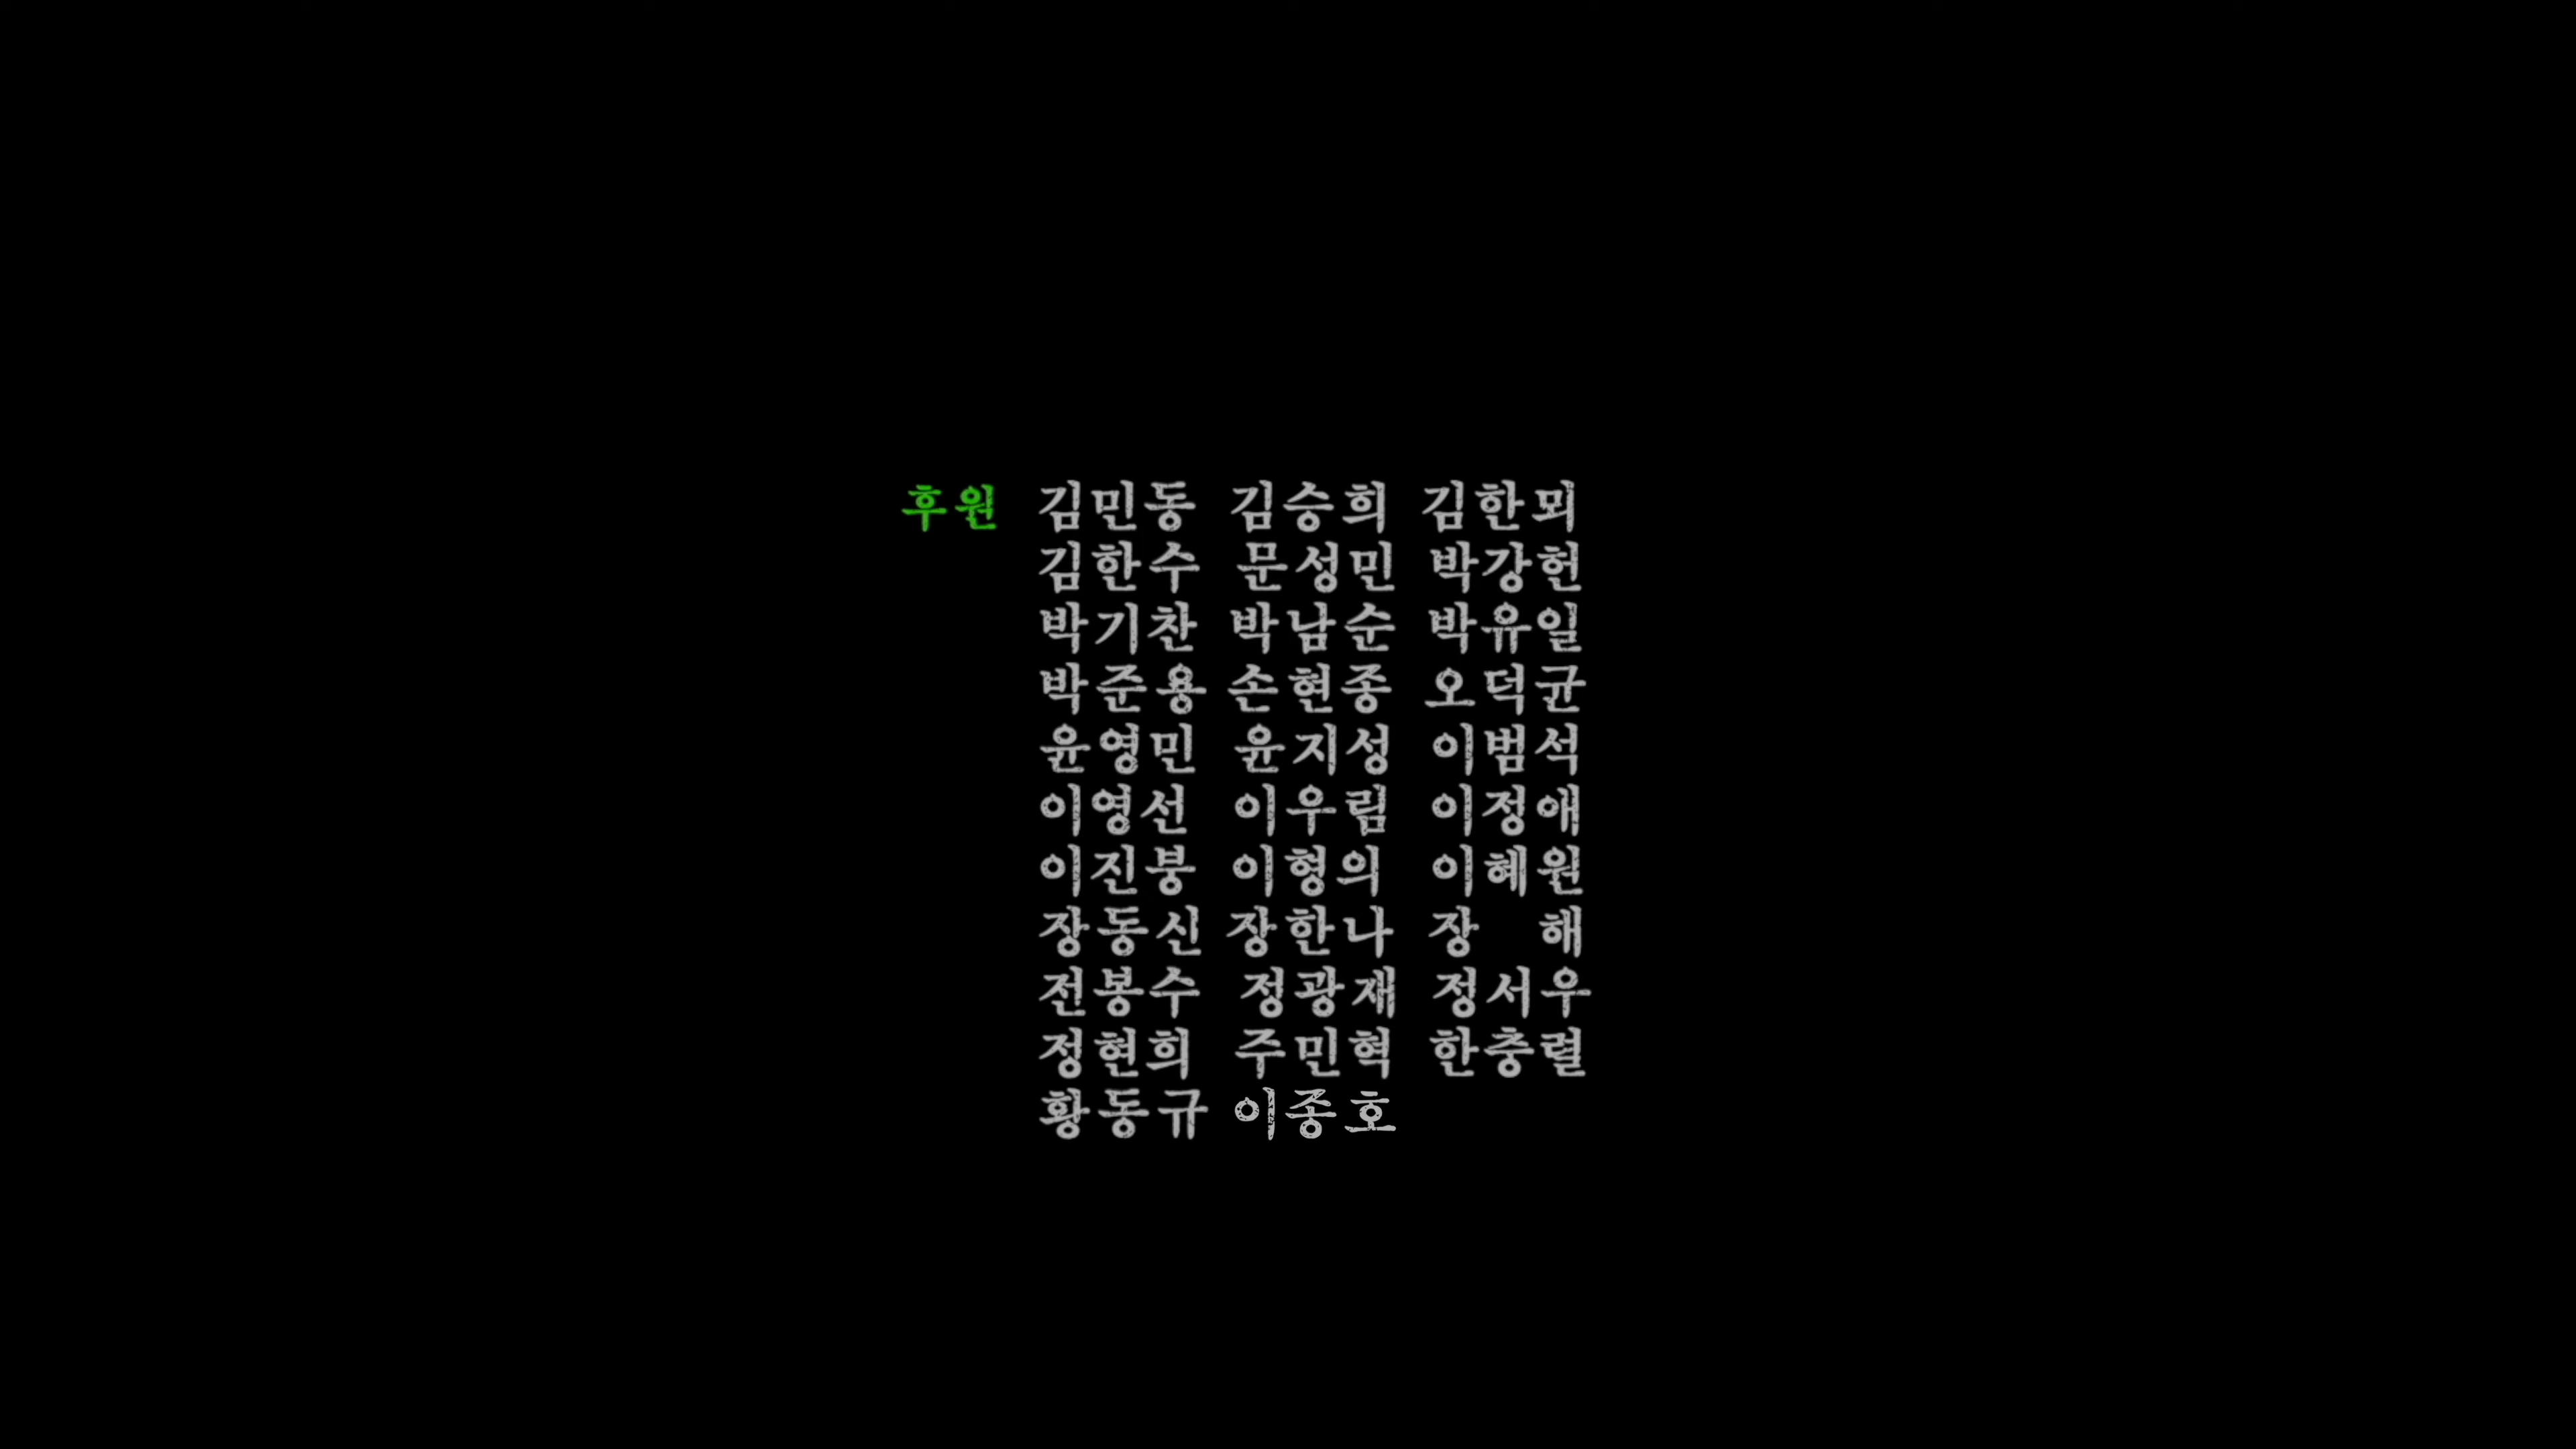 후원 김민동 김승희 김한뫼
김한수 문성민 박강헌
박기찬 박남순 박유일
박준용 손현종 오덕균
윤영민 윤지성 이범석
이영선 이우림 이정애
이진붕 이형의 이혜원
장동신 장한나 장 해
전봉수 정광재 정서우
정현희 주민혁 한충렬
황동규 이종호